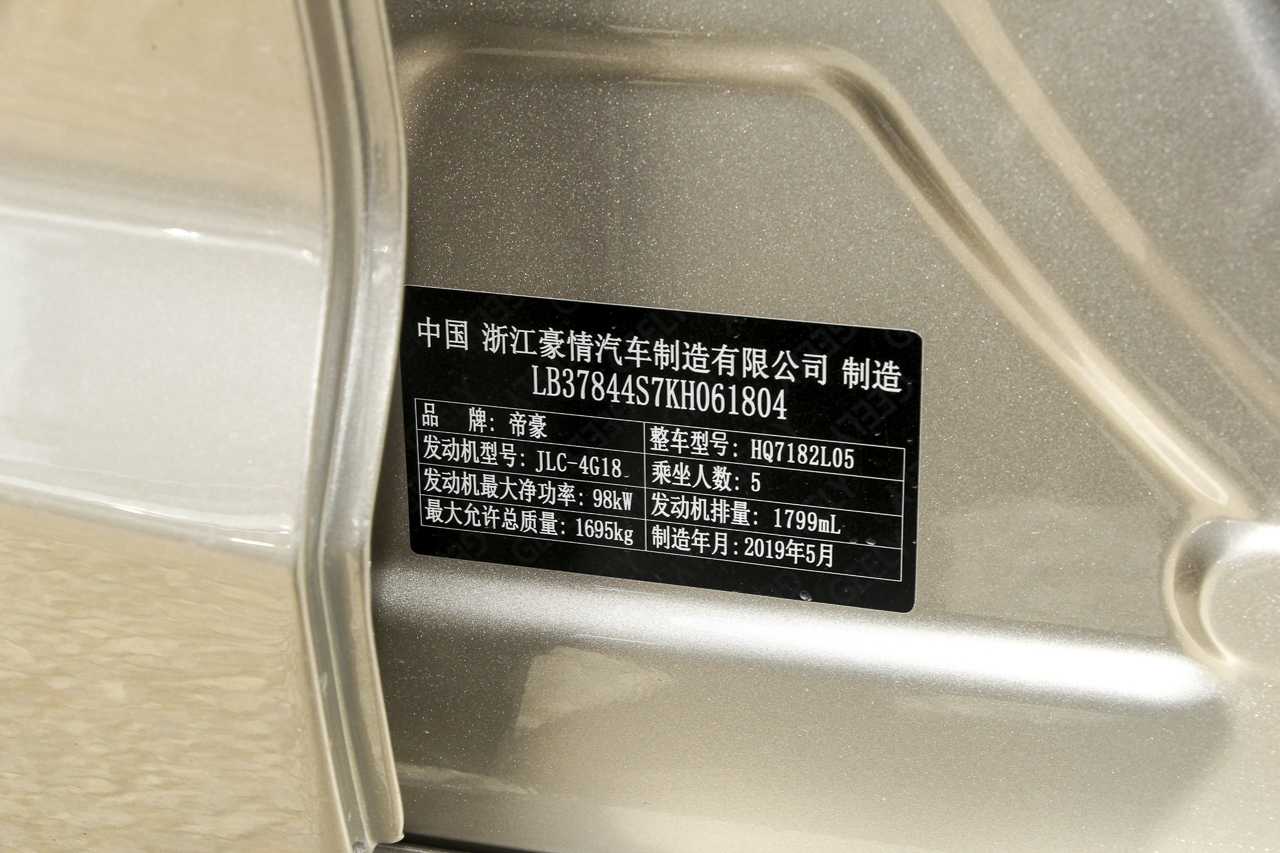 中国 浙江豪情汽车制造有限公司 制造
LB37844S7KH061804
品 牌: 帝豪 整车型号: HQ7182L05
发动机型号: JLC-4G18 乘坐人数: 5
发动机最大净功率: 98kW 发动机排量: 1799mL
最大允许总质量: 1695kg 制造年月: 2019年5月